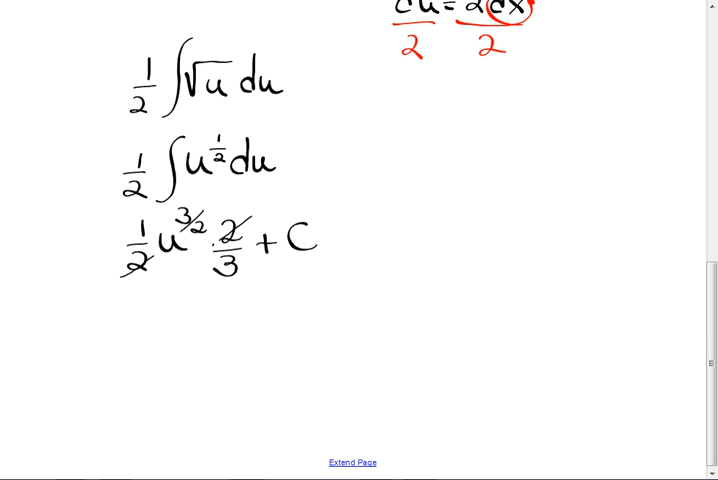 du = 2dx
2 2
1/2 ∫√u du
1/2 ∫u^1/2 du
1/2 u^3/2 · 2/3 + C
Extend Page